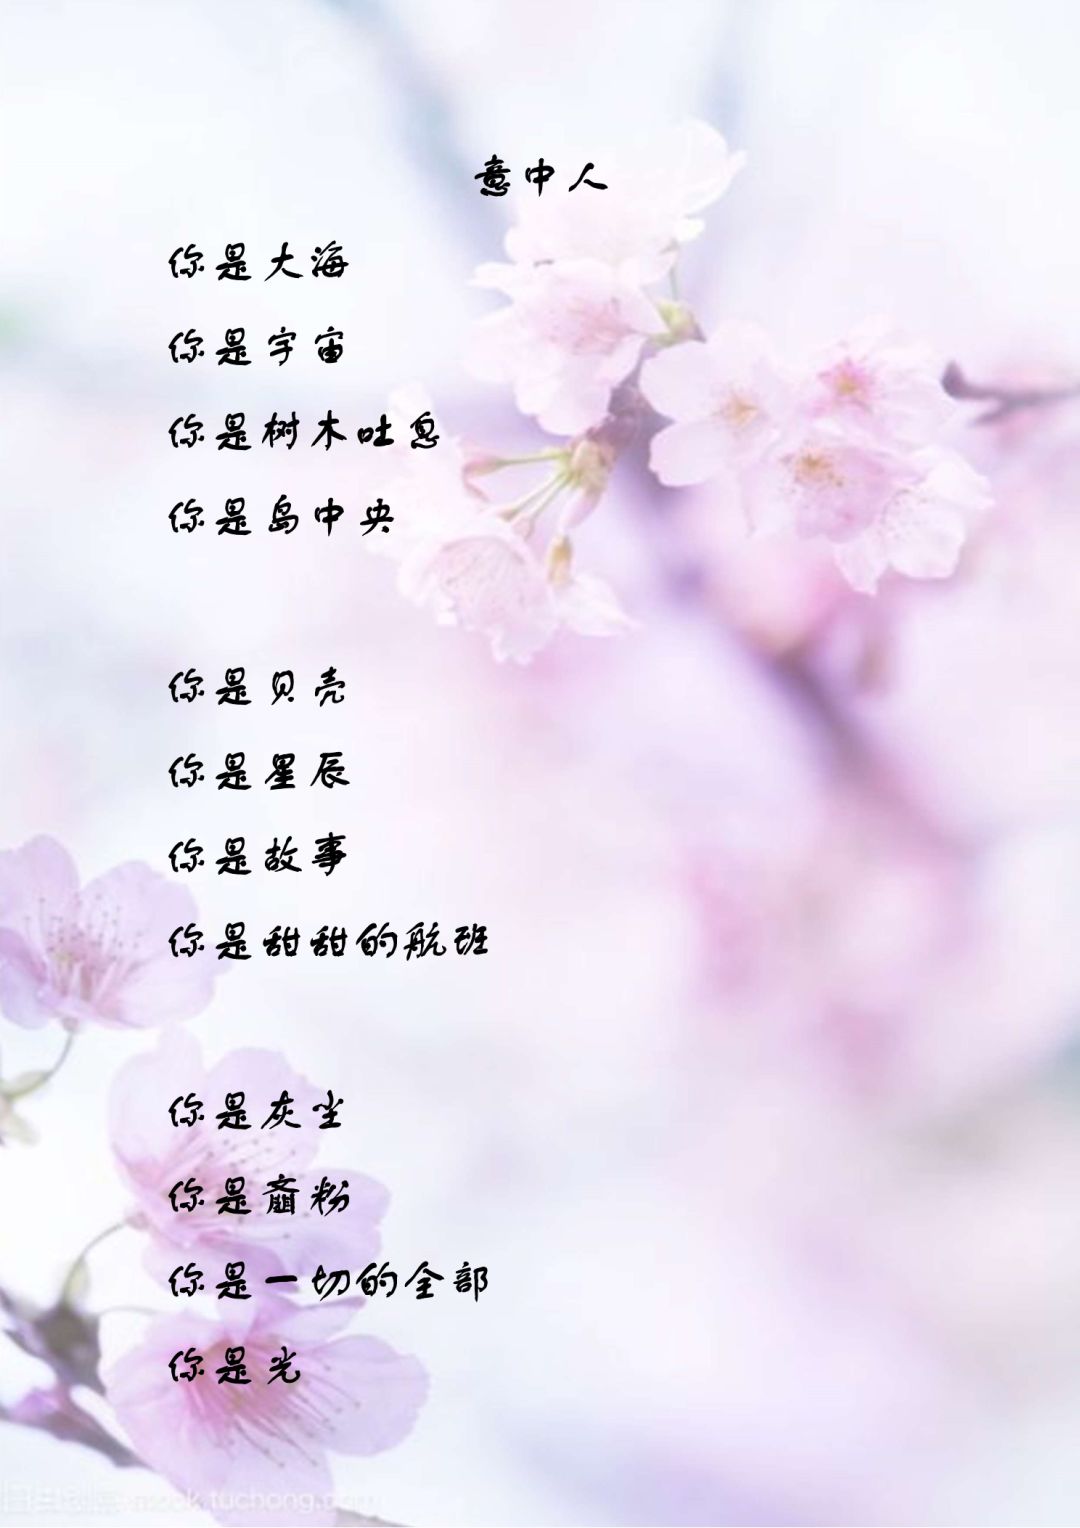 意中人
你是大海
你是宇宙
你是树木吐息
你是岛中央
你是贝壳
你是星辰
你是故事
你是甜甜的航班
你是灰尘
你是齑粉
你是一切的全部
你是光
tuchong.com